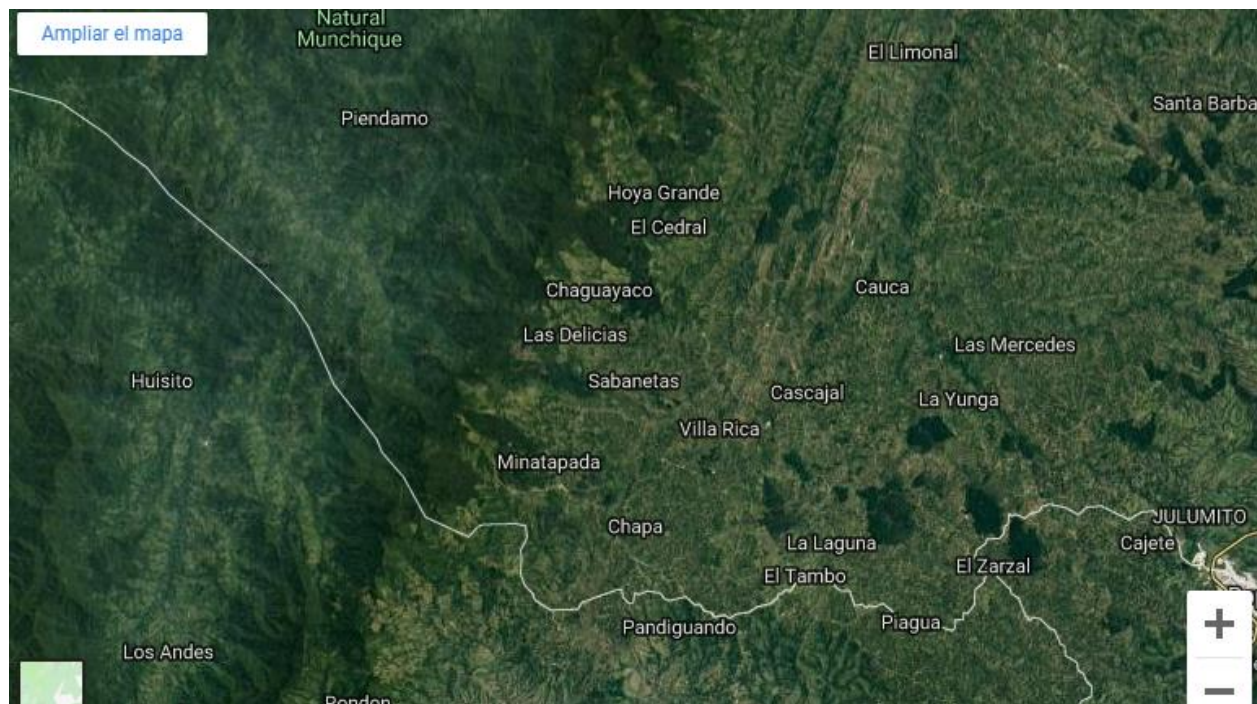 Ampliar el mapa
Natural
Munchique
El Limonal
Santa Barba
Piendamo
Hoya Grande
El Cedral
Chaguayaco
Cauca
Las Delicias
Las Mercedes
Huisito
Sabanetas
Cascajal
La Yunga
Villa Rica
Minatapada
Chapa
JULUMITO
La Laguna
Cajete
El Zarzal
El Tambo
Pandiguando
Piagua
Los Andes
+
−